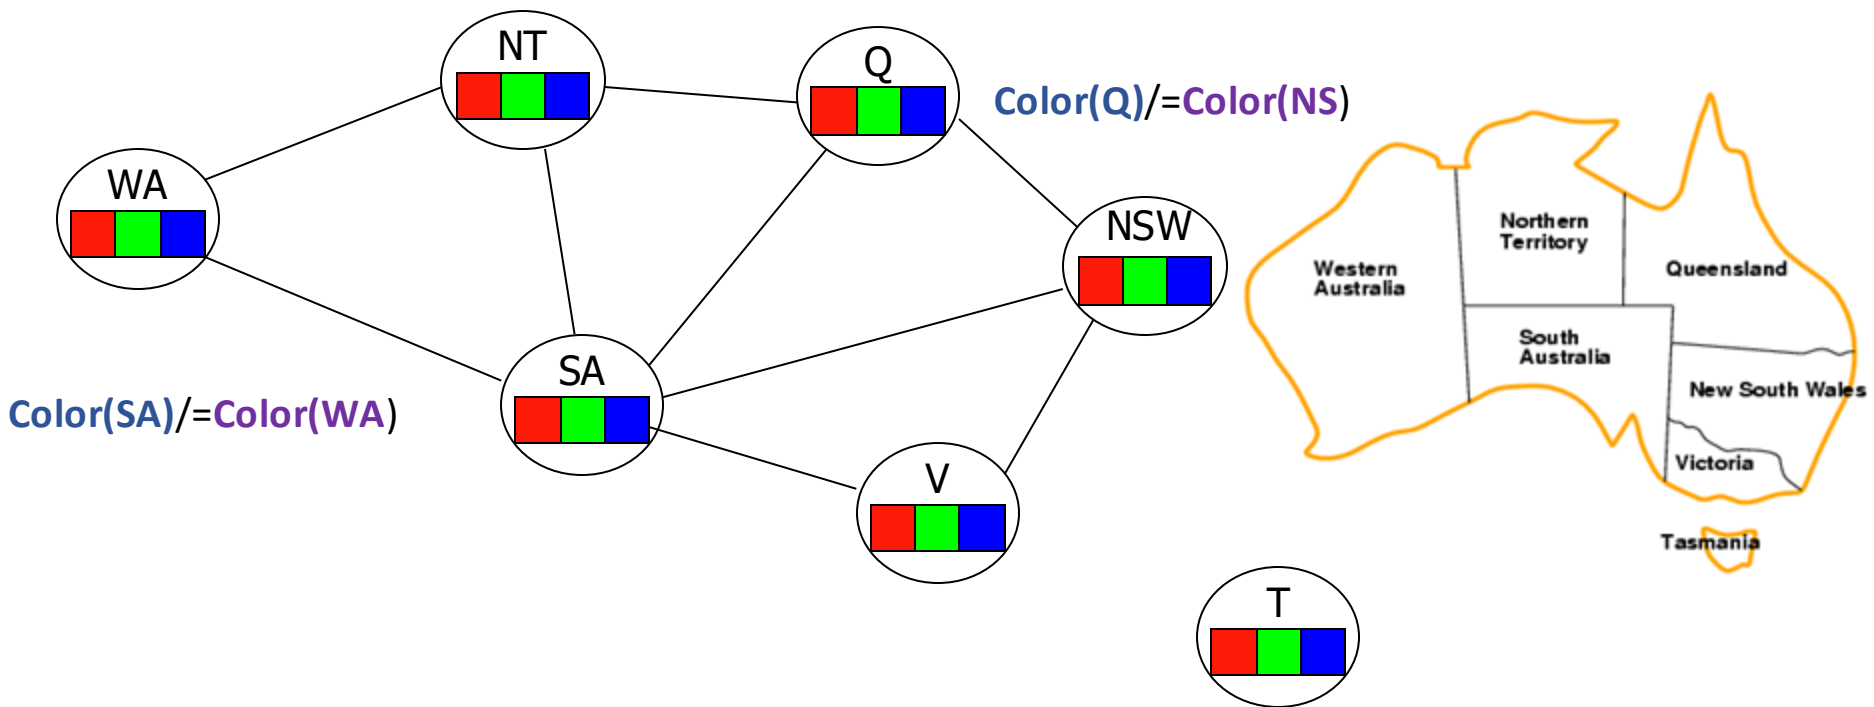 NT
Q
Color(Q)/=Color(NS)
WA
NSW
Northern
Territory
Western
Australia
Queensland
SA
South
Australia
Color(SA)/=Color(WA)
New South Wales
V
Victoria
Tasmania
T